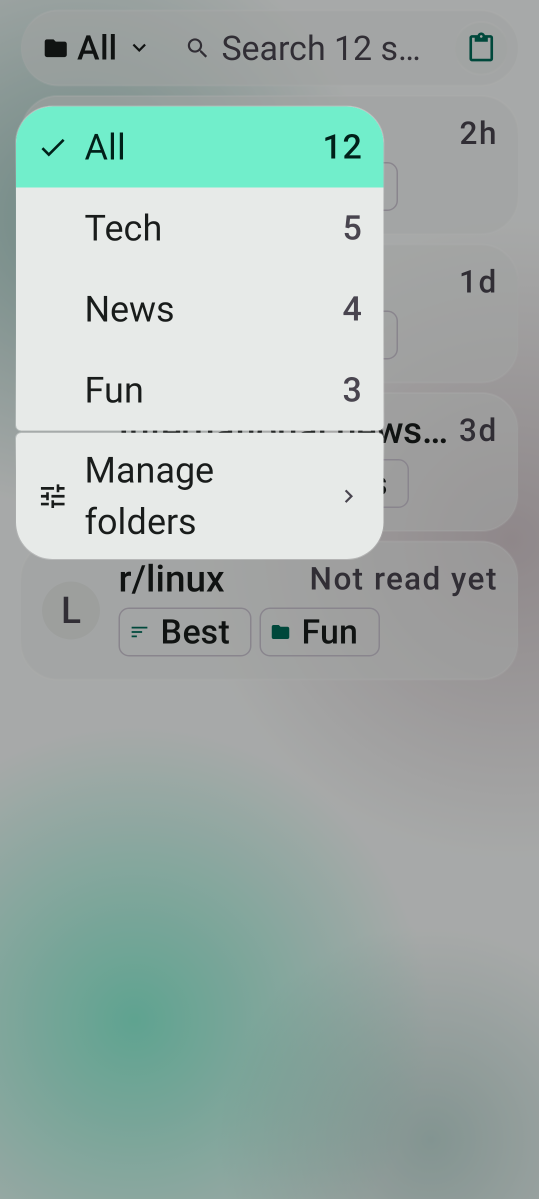 All
Search 12 s...
All 12
Tech 5
News 4
Fun 3
Manage
folders
2h
1d
3d
r/linux Not read yet
L
Best Fun